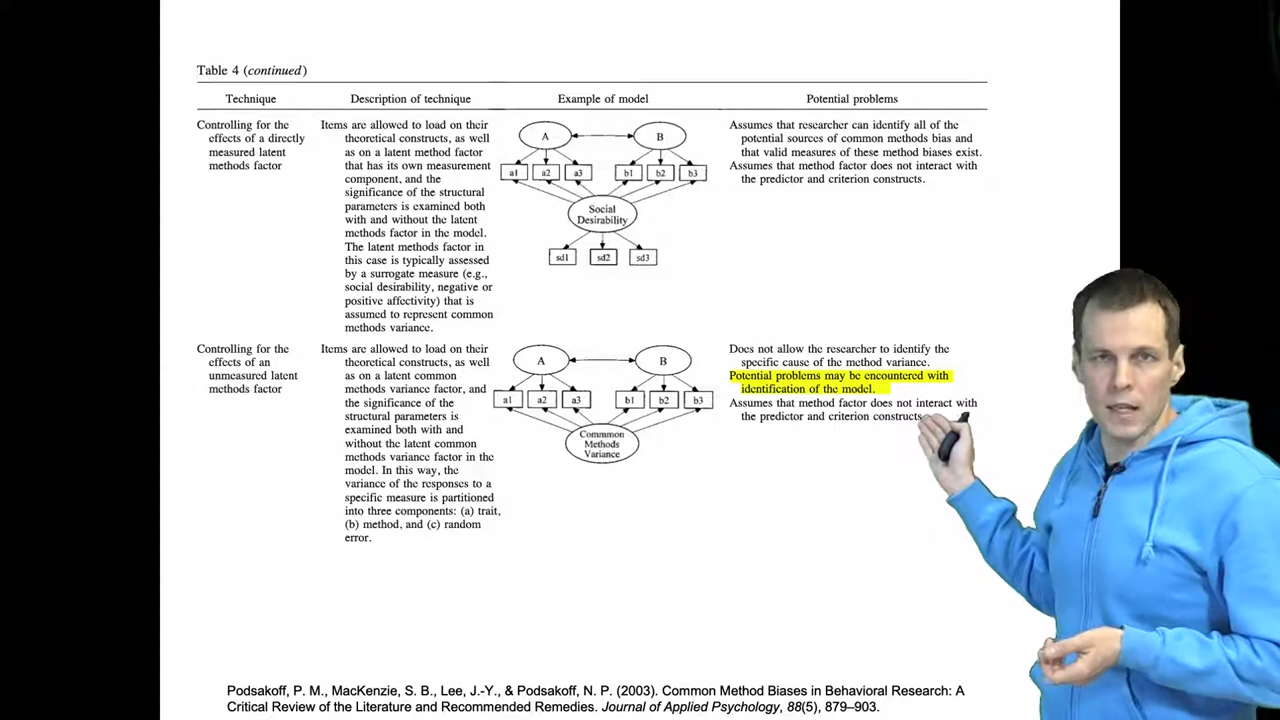 Table 4 (continued)
Technique
Description of technique
Example of model
Potential problems
Controlling for the
effects of a directly
measured latent
methods factor
Items are allowed to load on their
theoretical constructs, as well
as on a latent method factor
that has its own measurement
component, and the
significance of the structural
parameters is examined both
with and without the latent
methods factor in the model.
The latent methods factor in
this case is typically assessed
by a surrogate measure (e.g.,
social desirability, negative or
positive affectivity) that is
assumed to represent common
methods variance.
A
B
a1 a2 a3 b1 b2 b3
Social
Desirability
sd1 sd2 sd3
Assumes that researcher can identify all of the
potential sources of common methods bias and
that valid measures of these method biases exist.
Assumes that method factor does not interact with
the predictor and criterion constructs.
Controlling for the
effects of an
unmeasured latent
methods factor
Items are allowed to load on their
theoretical constructs, as well
as on a latent common
methods variance factor, and
the significance of the
structural parameters is
examined both with and
without the latent common
methods variance factor in the
model. In this way, the
variance of the responses to a
specific measure is partitioned
into three components: (a) trait,
(b) method, and (c) random
error.
A
B
a1 a2 a3 b1 b2 b3
Commmon
Methods
Variance
Does not allow the researcher to identify the
specific cause of the method variance.
Potential problems may be encountered with
identification of the model.
Assumes that method factor does not interact with
the predictor and criterion constructs
Podsakoff, P. M., MacKenzie, S. B., Lee, J.-Y., & Podsakoff, N. P. (2003). Common Method Biases in Behavioral Research: A
Critical Review of the Literature and Recommended Remedies. Journal of Applied Psychology, 88(5), 879–903.